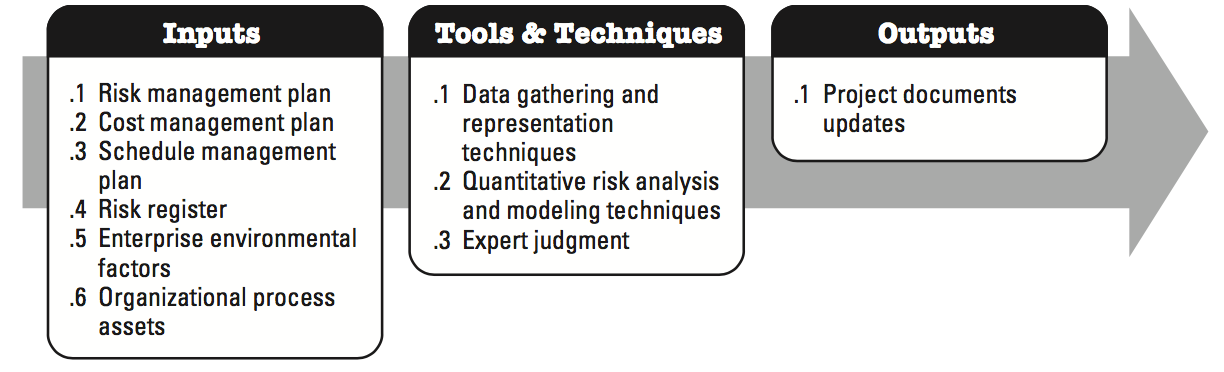 Inputs
.1 Risk management plan
.2 Cost management plan
.3 Schedule management
plan
.4 Risk register
.5 Enterprise environmental
factors
.6 Organizational process
assets
Tools & Techniques
.1 Data gathering and
representation
techniques
.2 Quantitative risk analysis
and modeling techniques
.3 Expert judgment
Outputs
.1 Project documents
updates